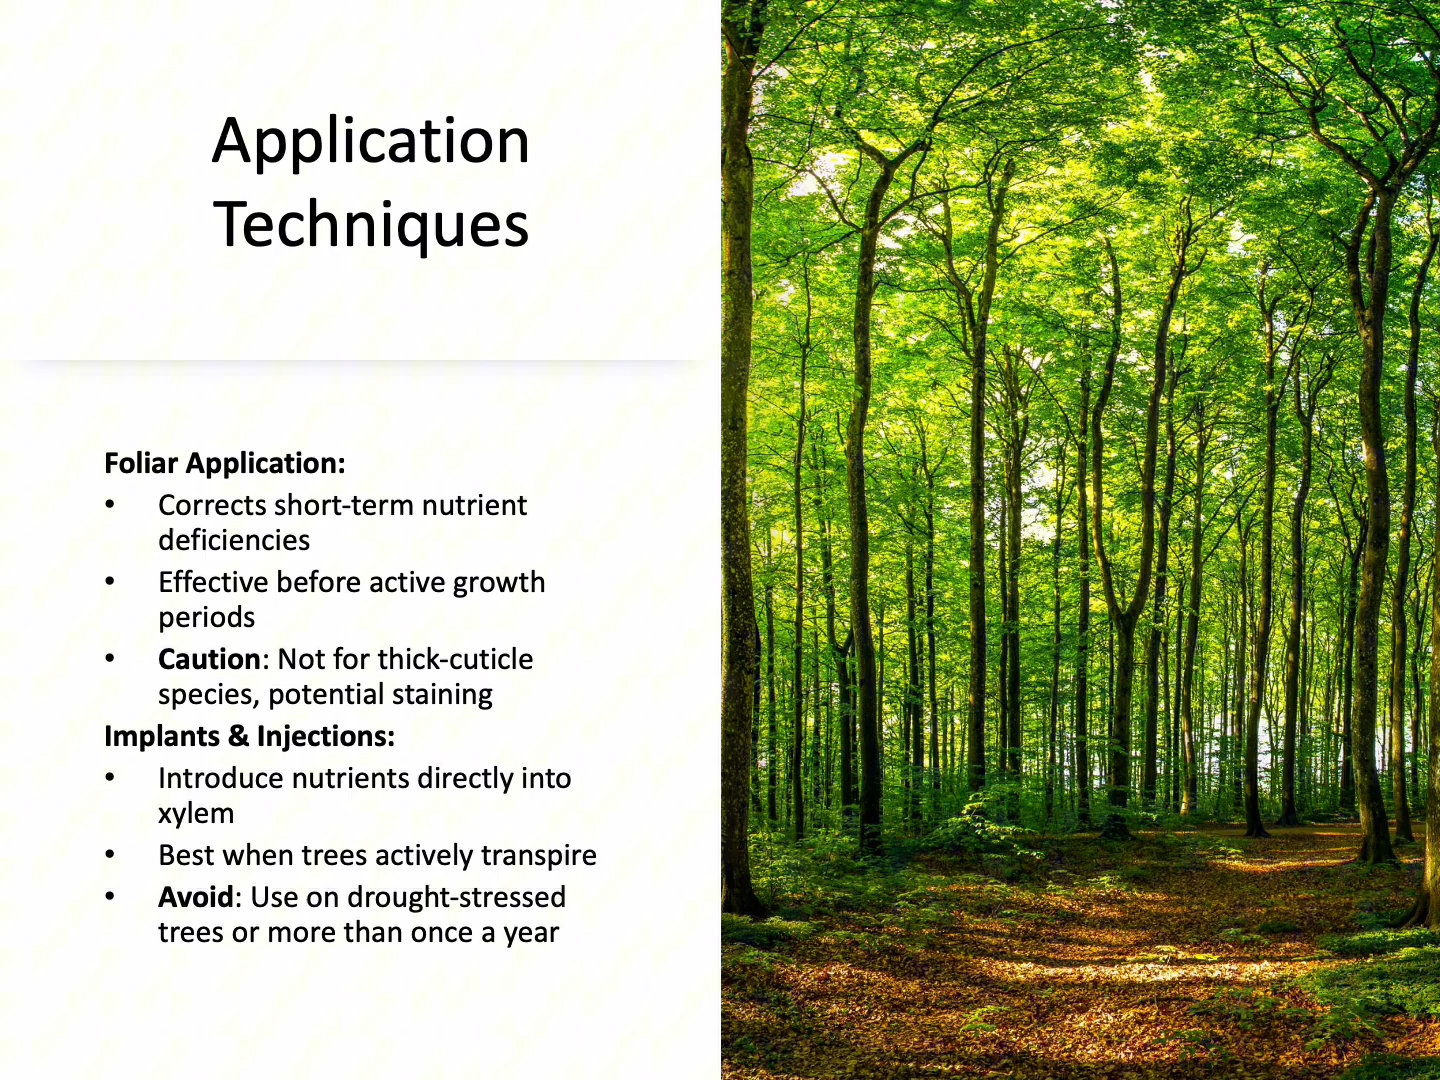 Application
Techniques
Foliar Application:
• Corrects short-term nutrient
deficiencies
• Effective before active growth
periods
• Caution: Not for thick-cuticle
species, potential staining
Implants & Injections:
• Introduce nutrients directly into
xylem
• Best when trees actively transpire
• Avoid: Use on drought-stressed
trees or more than once a year